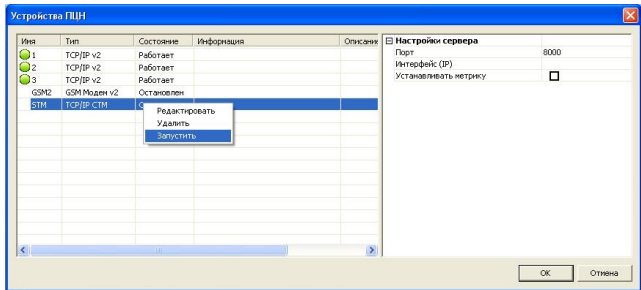 Устройства ПЦН
Имя Тип Состояние Информация Описание
1 TCP/IP v2 Работает
2 TCP/IP v2 Работает
3 TCP/IP v2 Работает
GSM2 GSM Модем v2 Остановлен
STM TCP/IP СТМ
Редактировать
Удалить
Запустить
Настройки сервера
Порт 8000
Интерфейс (IP)
Устанавливать метрику
OK Отмена